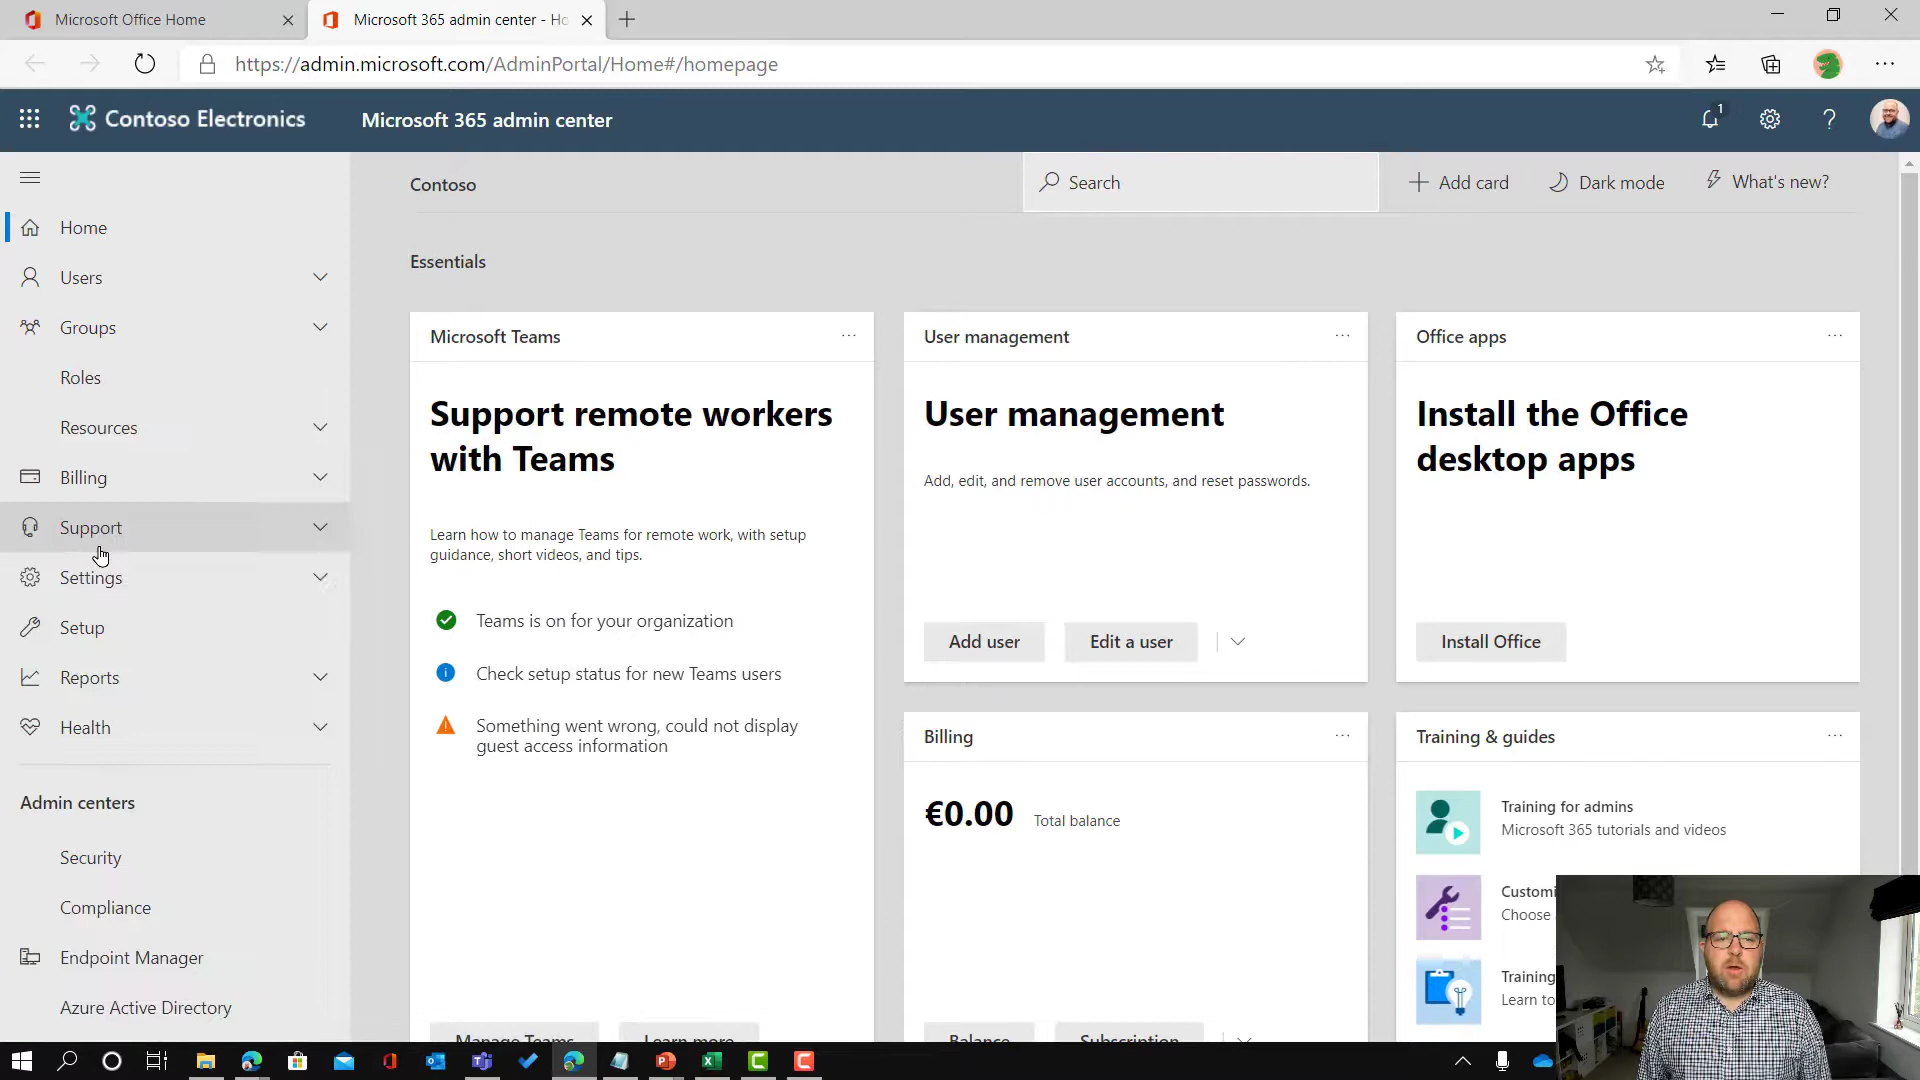 Microsoft Office Home
Microsoft 365 admin center - Ho
https://admin.microsoft.com/AdminPortal/Home#/homepage
Contoso Electronics
Microsoft 365 admin center
1
?
Home
Users
Groups
Roles
Resources
Billing
Support
Settings
Setup
Reports
Health
Admin centers
Security
Compliance
Endpoint Manager
Azure Active Directory
Contoso
Search
Add card
Dark mode
What's new?
Essentials
Microsoft Teams
Support remote workers
with Teams
Learn how to manage Teams for remote work, with setup
guidance, short videos, and tips.
Teams is on for your organization
Check setup status for new Teams users
Something went wrong, could not display
guest access information
Manage Teams
Learn more
User management
User management
Add, edit, and remove user accounts, and reset passwords.
Add user
Edit a user
Office apps
Install the Office
desktop apps
Install Office
Billing
€0.00 Total balance
Balance
Subscription
Training & guides
Training for admins
Microsoft 365 tutorials and videos
Customi
Choose
Training
Learn to